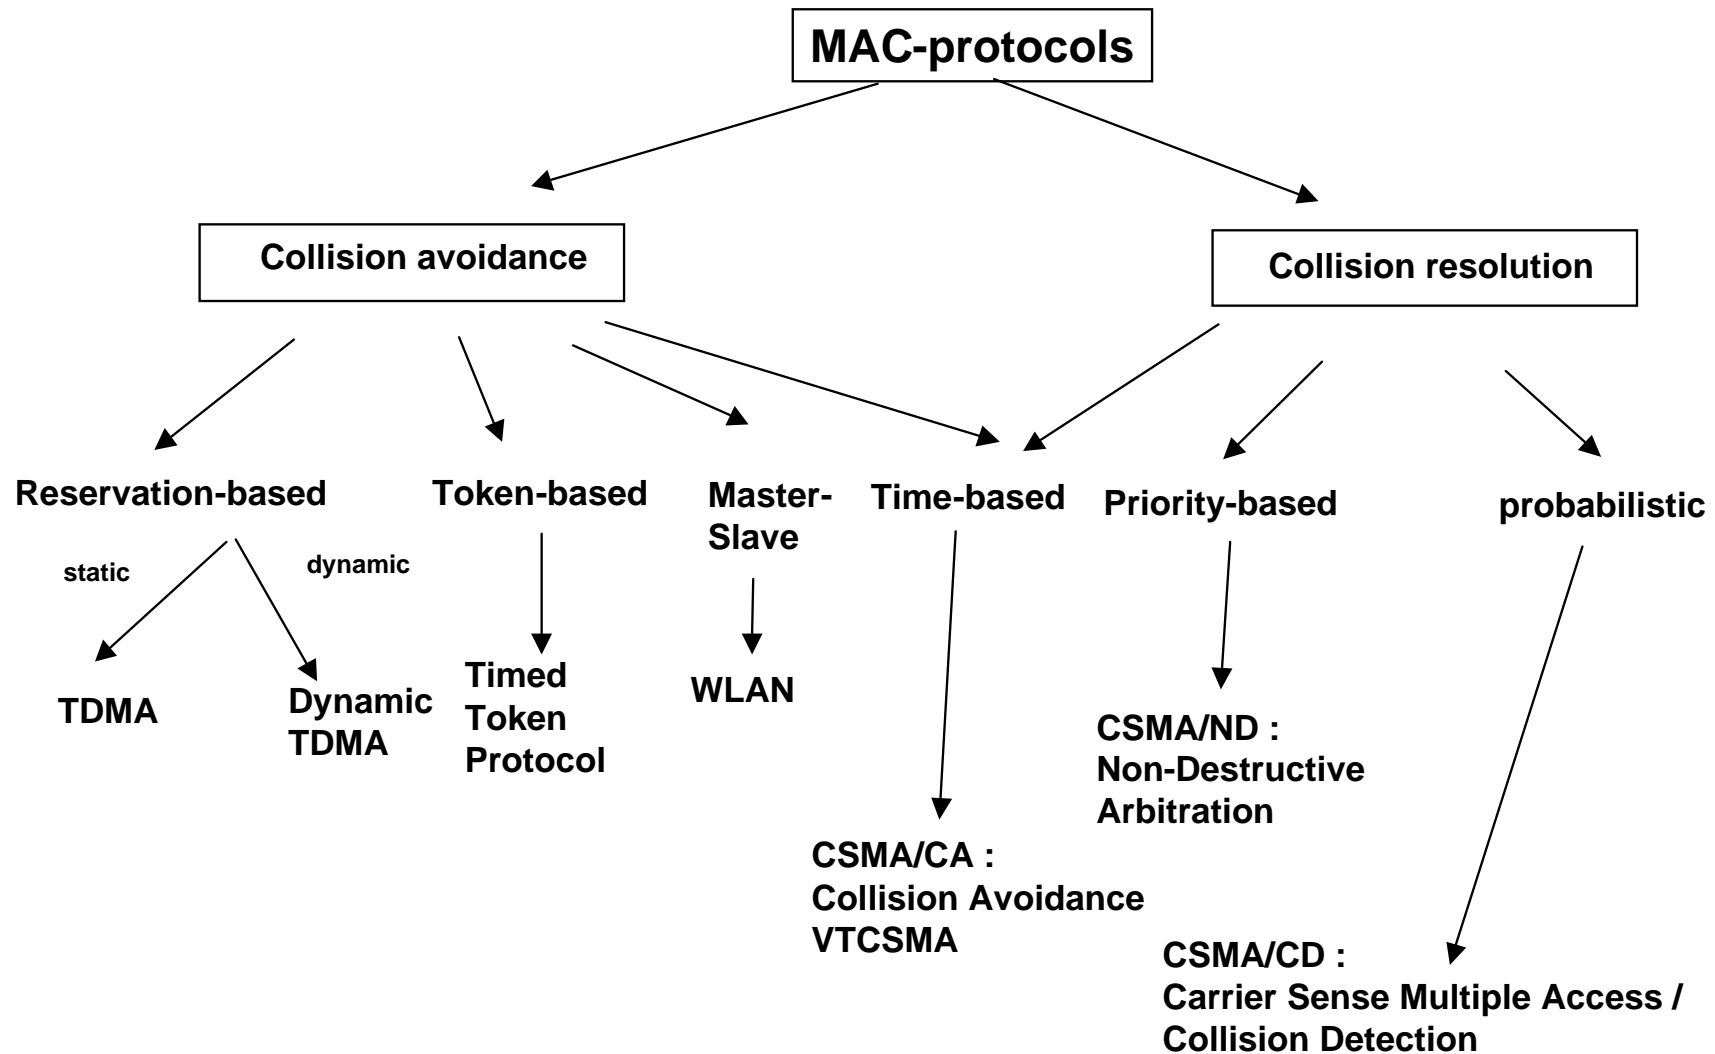 MAC-protocols
Collision avoidance
Collision resolution
Reservation-based
Token-based
Master-
Slave
Time-based
Priority-based
probabilistic
static
dynamic
TDMA
Dynamic
TDMA
Timed
Token
Protocol
WLAN
CSMA/CA :
Collision Avoidance
VTCSMA
CSMA/ND :
Non-Destructive
Arbitration
CSMA/CD :
Carrier Sense Multiple Access /
Collision Detection